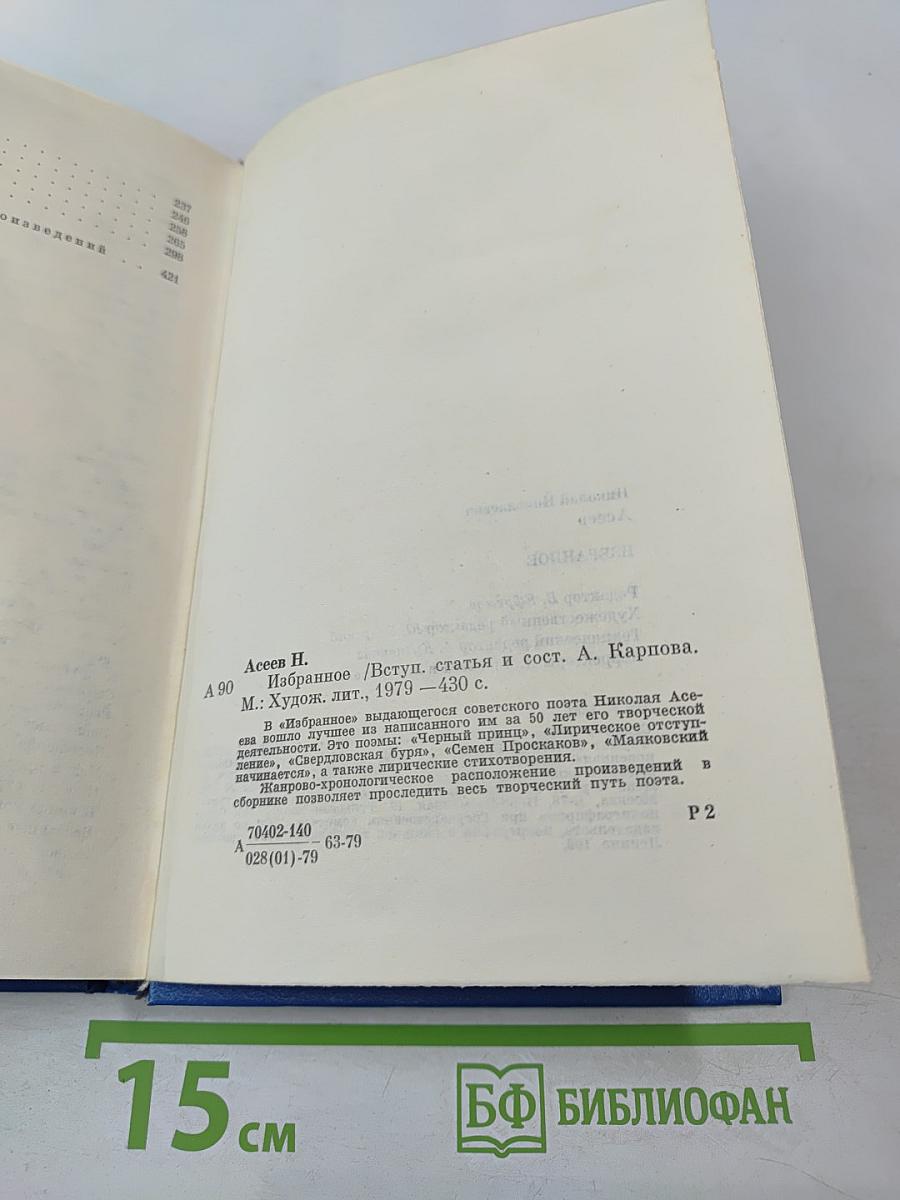 237
246
258
265
298
оизведений . . 421
Асеев Н.
А 90 Избранное /Вступ. статья и сост. А. Карпова.
М.: Худож. лит., 1979 —430 с.
В «Избранное» выдающегося советского поэта Николая Асе-
ева вошло лучшее из написанного им за 50 лет его творческой
деятельности. Это поэмы: «Черный принц», «Лирическое отступ-
ление», «Свердловская буря», «Семен Проскаков», «Маяковский
начинается», а также лирические стихотворения.
Жанрово-хронологическое расположение произведений в
сборнике позволяет проследить весь творческий путь поэта.
А 70402-140 / 028(01)-79 – 63-79 Р 2
15 см
БФ БИБЛИОФАН